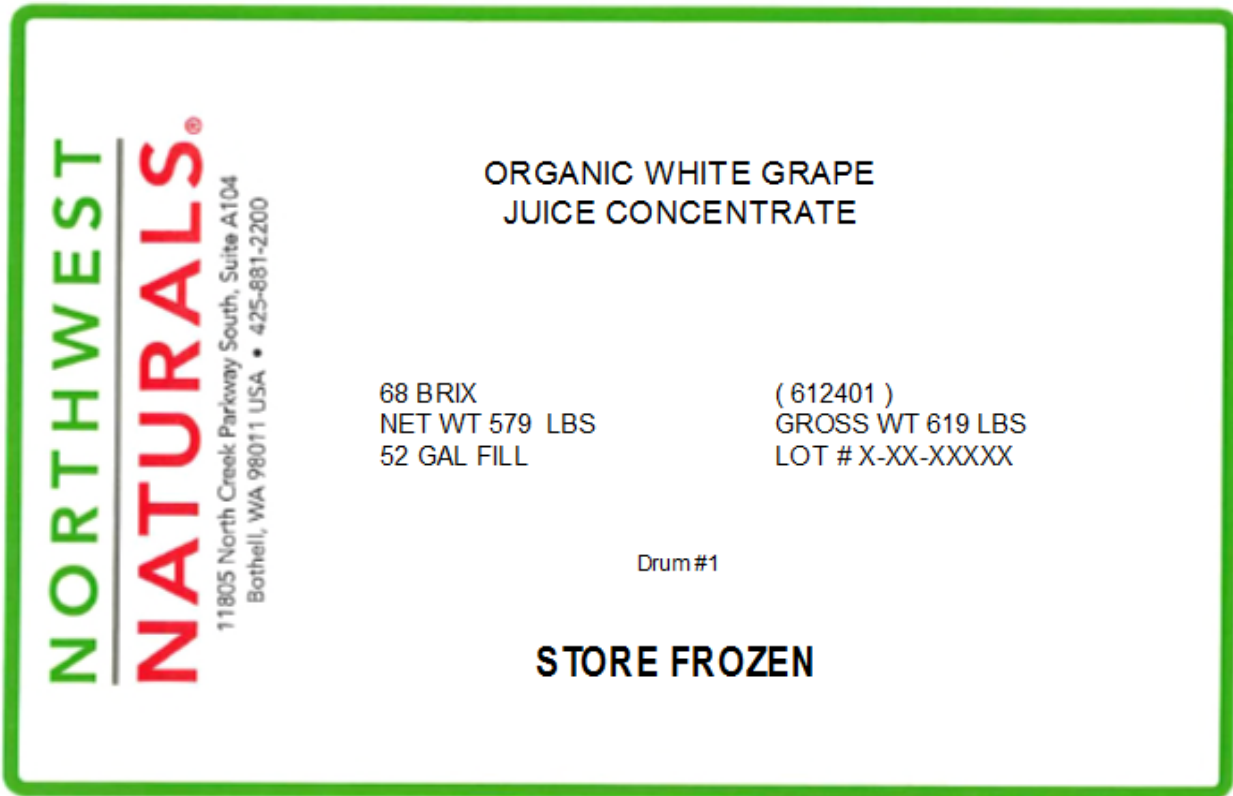 NORTHWEST
NATURALS®
11805 North Creek Parkway South, Suite A104
Bothell, WA 98011 USA • 425-881-2200
ORGANIC WHITE GRAPE
JUICE CONCENTRATE
68 BRIX ( 612401 )
NET WT 579 LBS GROSS WT 619 LBS
52 GAL FILL LOT # X-XX-XXXXX
Drum #1
STORE FROZEN